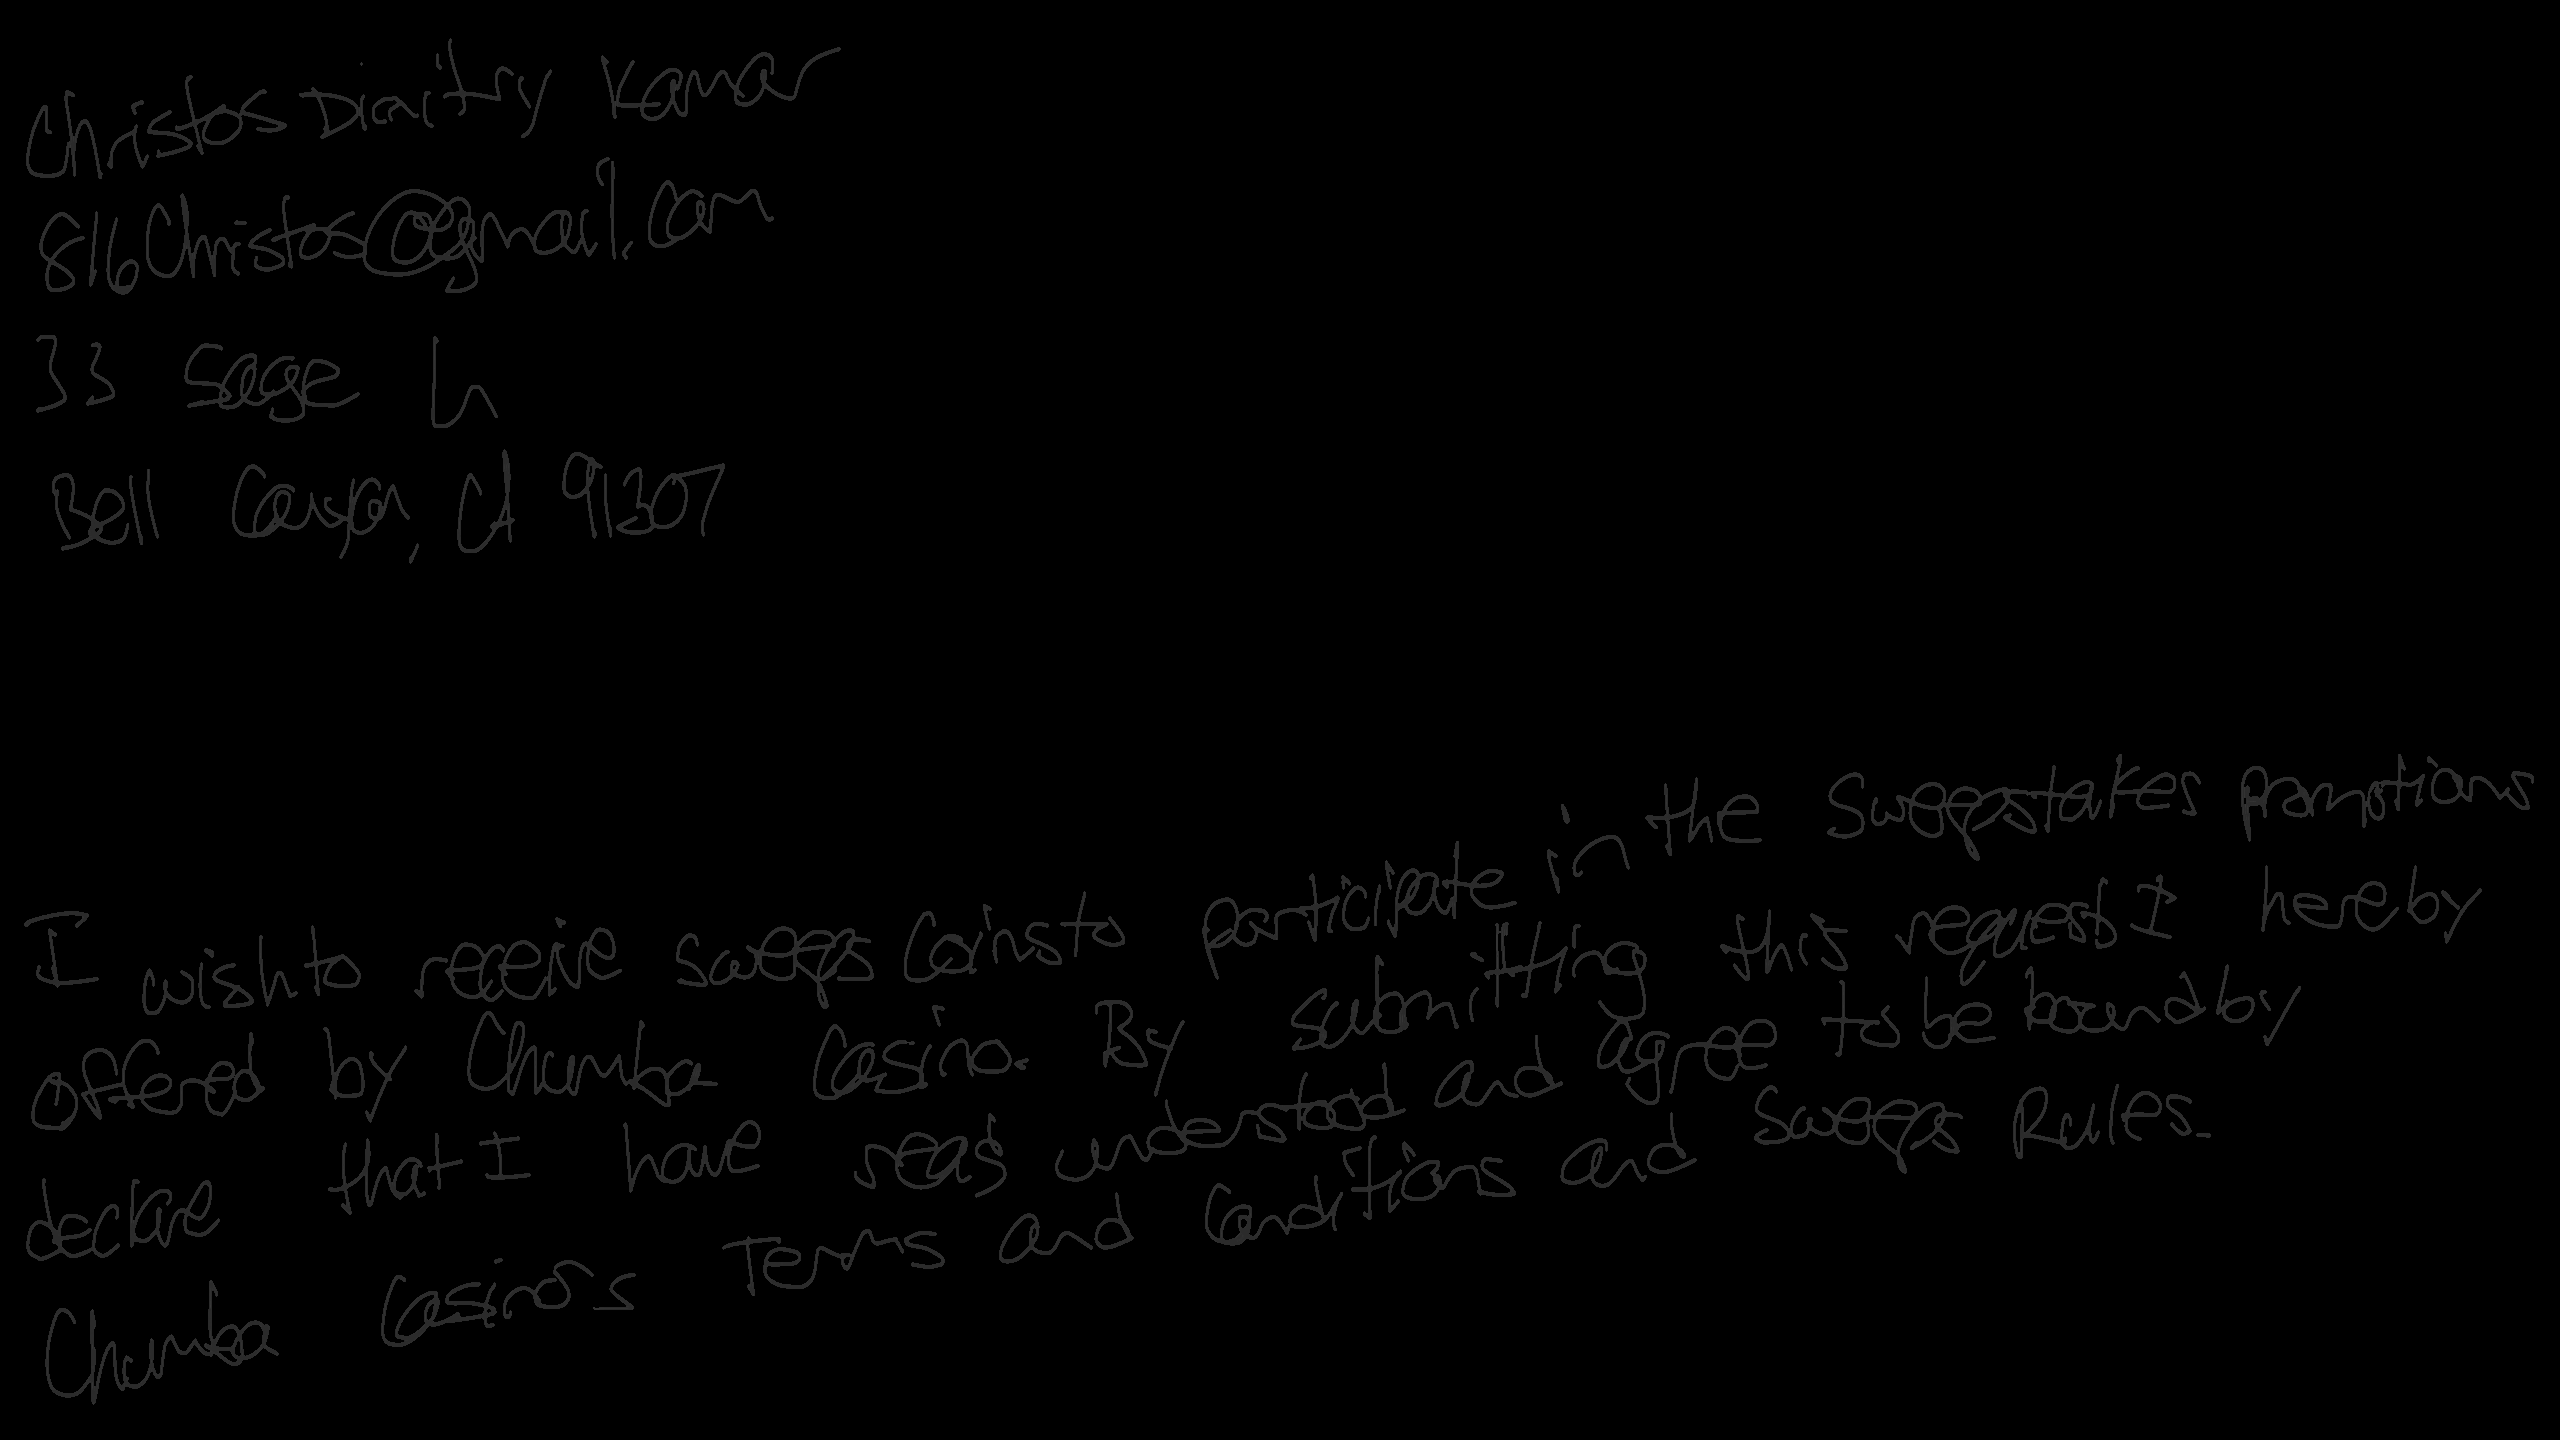 Christos Dimitry Kamar
816Christos@gmail.com
33 Sage Ln
Bell Canyon, CA 91307
I wish to receive sweeps Coins to participate in the sweepstakes promotions
offered by Chumba Casino. By submitting this request I hereby
declare that I have read understood and agree to be bound by
Chumba Casino's Terms and Conditions and Sweeps Rules.